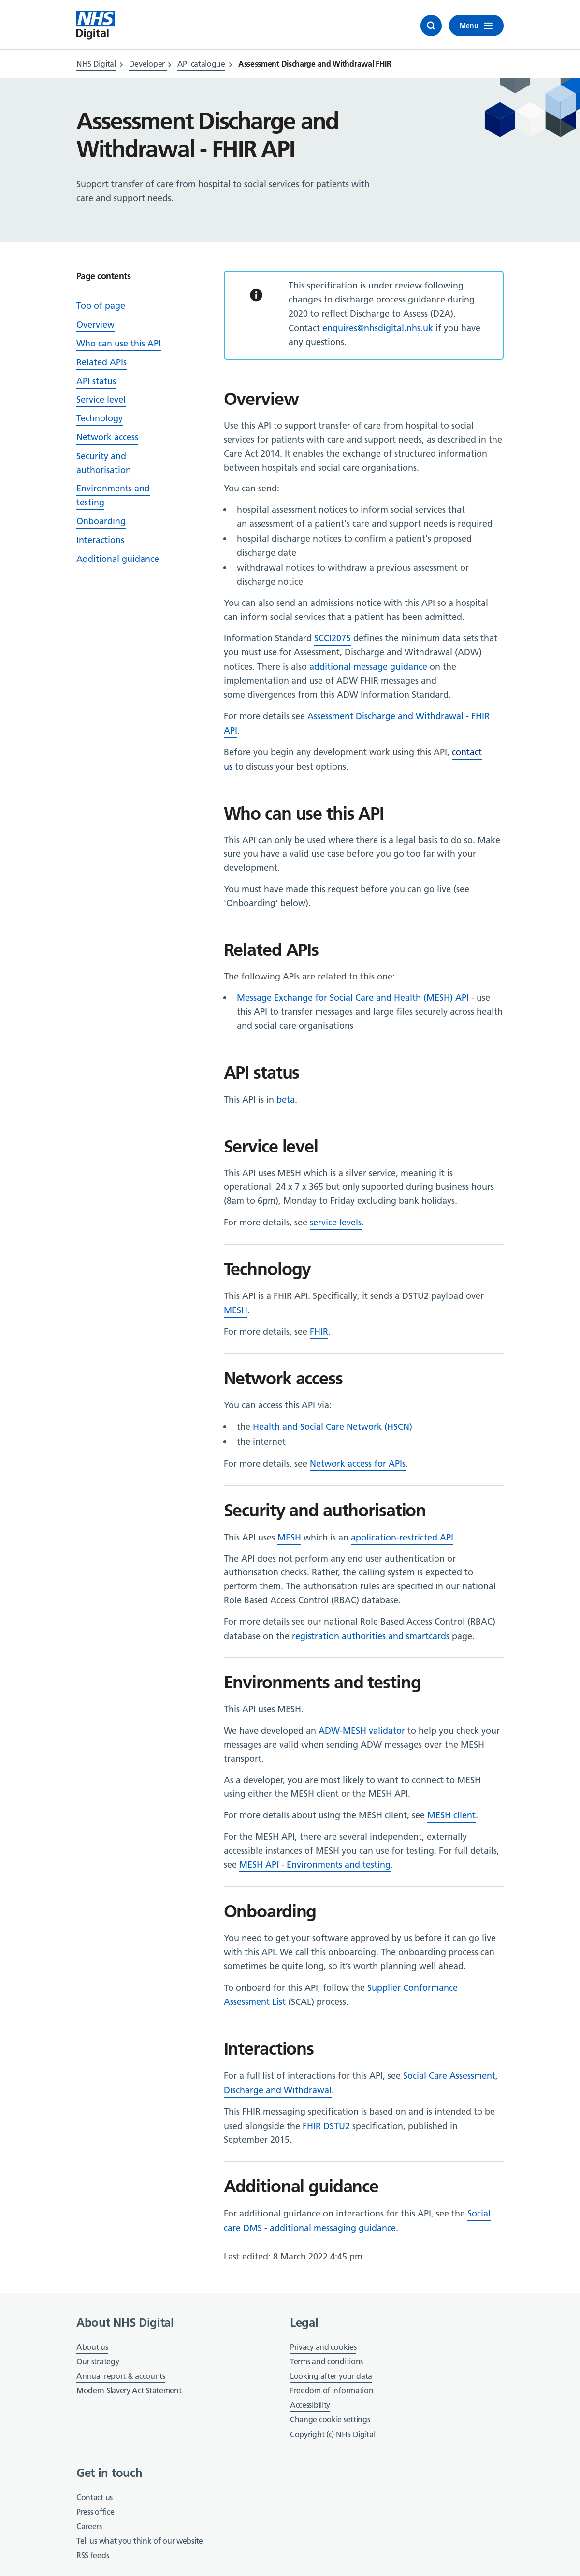 NHS
Digital
Menu
NHS Digital > Developer > API catalogue > Assessment Discharge and Withdrawal FHIR
Assessment Discharge and
Withdrawal - FHIR API
Support transfer of care from hospital to social services for patients with
care and support needs.
Page contents
Top of page
Overview
Who can use this API
Related APIs
API status
Service level
Technology
Network access
Security and
authorisation
Environments and
testing
Onboarding
Interactions
Additional guidance
This specification is under review following
changes to discharge process guidance during
2020 to reflect Discharge to Assess (D2A).
Contact enquires@nhsdigital.nhs.uk if you have
any questions.
Overview
Use this API to support transfer of care from hospital to social
services for patients with care and support needs, as described in the
Care Act 2014. It enables the exchange of structured information
between hospitals and social care organisations.
You can send:
• hospital assessment notices to inform social services that
an assessment of a patient's care and support needs is required
• hospital discharge notices to confirm a patient's proposed
discharge date
• withdrawal notices to withdraw a previous assessment or
discharge notice
You can also send an admissions notice with this API so a hospital
can inform social services that a patient has been admitted.
Information Standard SCCI2075 defines the minimum data sets that
you must use for Assessment, Discharge and Withdrawal (ADW)
notices. There is also additional message guidance on the
implementation and use of ADW FHIR messages and
some divergences from this ADW Information Standard.
For more details see Assessment Discharge and Withdrawal - FHIR
API.
Before you begin any development work using this API, contact
us to discuss your best options.
Who can use this API
This API can only be used where there is a legal basis to do so. Make
sure you have a valid use case before you go too far with your
development.
You must have made this request before you can go live (see
'Onboarding' below).
Related APIs
The following APIs are related to this one:
• Message Exchange for Social Care and Health (MESH) API - use
this API to transfer messages and large files securely across health
and social care organisations
API status
This API is in beta.
Service level
This API uses MESH which is a silver service, meaning it is
operational 24 x 7 x 365 but only supported during business hours
(8am to 6pm), Monday to Friday excluding bank holidays.
For more details, see service levels.
Technology
This API is a FHIR API. Specifically, it sends a DSTU2 payload over
MESH.
For more details, see FHIR.
Network access
You can access this API via:
• the Health and Social Care Network (HSCN)
• the internet
For more details, see Network access for APIs.
Security and authorisation
This API uses MESH which is an application-restricted API.
The API does not perform any end user authentication or
authorisation checks. Rather, the calling system is expected to
perform them. The authorisation rules are specified in our national
Role Based Access Control (RBAC) database.
For more details see our national Role Based Access Control (RBAC)
database on the registration authorities and smartcards page.
Environments and testing
This API uses MESH.
We have developed an ADW-MESH validator to help you check your
messages are valid when sending ADW messages over the MESH
transport.
As a developer, you are most likely to want to connect to MESH
using either the MESH client or the MESH API.
For more details about using the MESH client, see MESH client.
For the MESH API, there are several independent, externally
accessible instances of MESH you can use for testing. For full details,
see MESH API - Environments and testing.
Onboarding
You need to get your software approved by us before it can go live
with this API. We call this onboarding. The onboarding process can
sometimes be quite long, so it's worth planning well ahead.
To onboard for this API, follow the Supplier Conformance
Assessment List (SCAL) process.
Interactions
For a full list of interactions for this API, see Social Care Assessment,
Discharge and Withdrawal.
This FHIR messaging specification is based on and is intended to be
used alongside the FHIR DSTU2 specification, published in
September 2015.
Additional guidance
For additional guidance on interactions for this API, see the Social
care DMS - additional messaging guidance.
Last edited: 8 March 2022 4:45 pm
About NHS Digital
About us
Our strategy
Annual report & accounts
Modern Slavery Act Statement
Legal
Privacy and cookies
Terms and conditions
Looking after your data
Freedom of information
Accessibility
Change cookie settings
Copyright (c) NHS Digital
Get in touch
Contact us
Press office
Careers
Tell us what you think of our website
RSS feeds